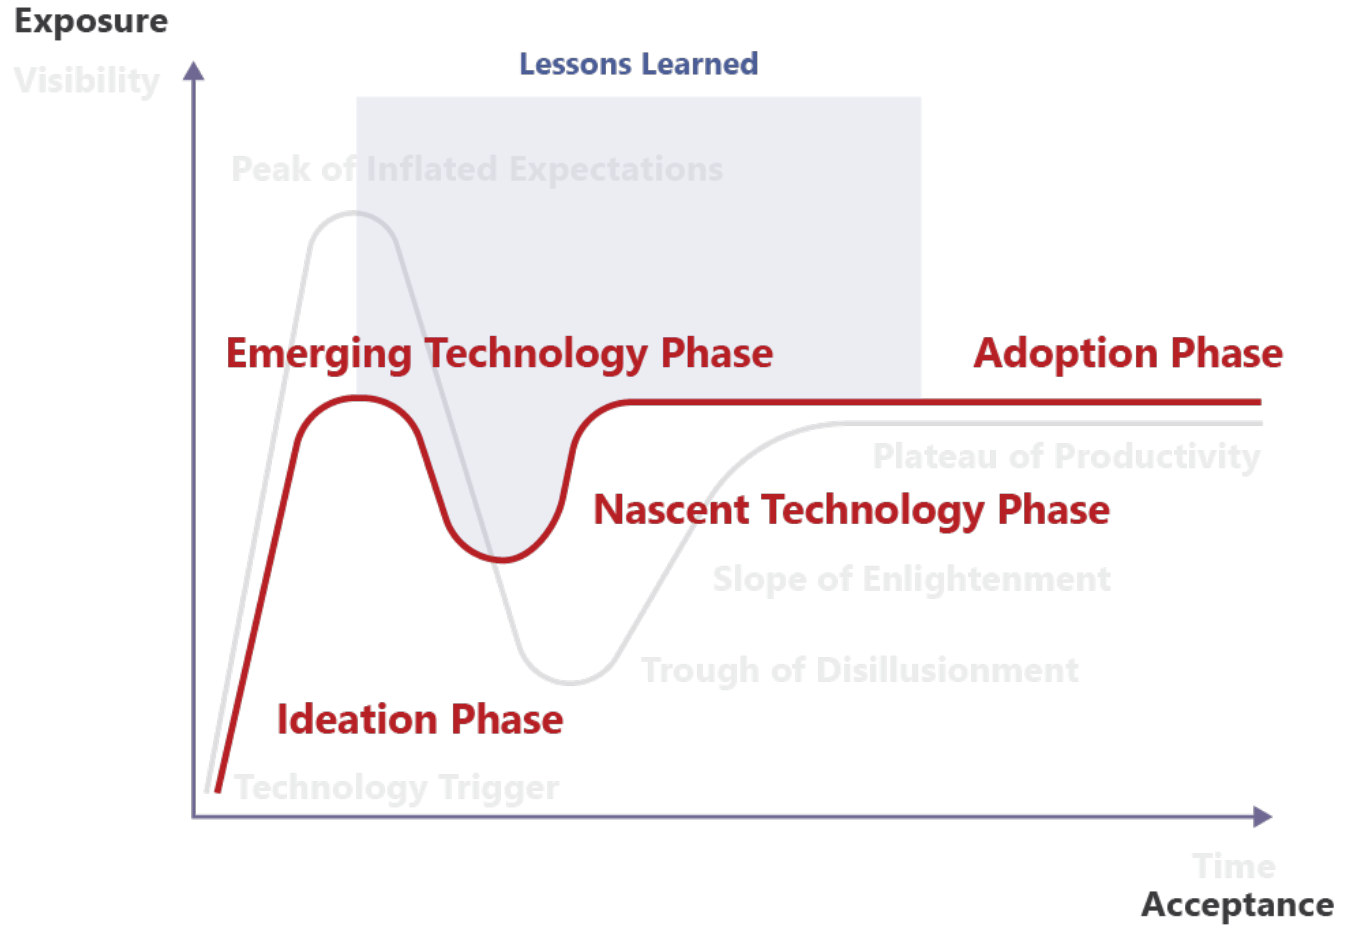 Exposure
Visibility
Lessons Learned
Peak of Inflated Expectations
Emerging Technology Phase
Adoption Phase
Plateau of Productivity
Nascent Technology Phase
Slope of Enlightenment
Trough of Disillusionment
Ideation Phase
Technology Trigger
Time
Acceptance